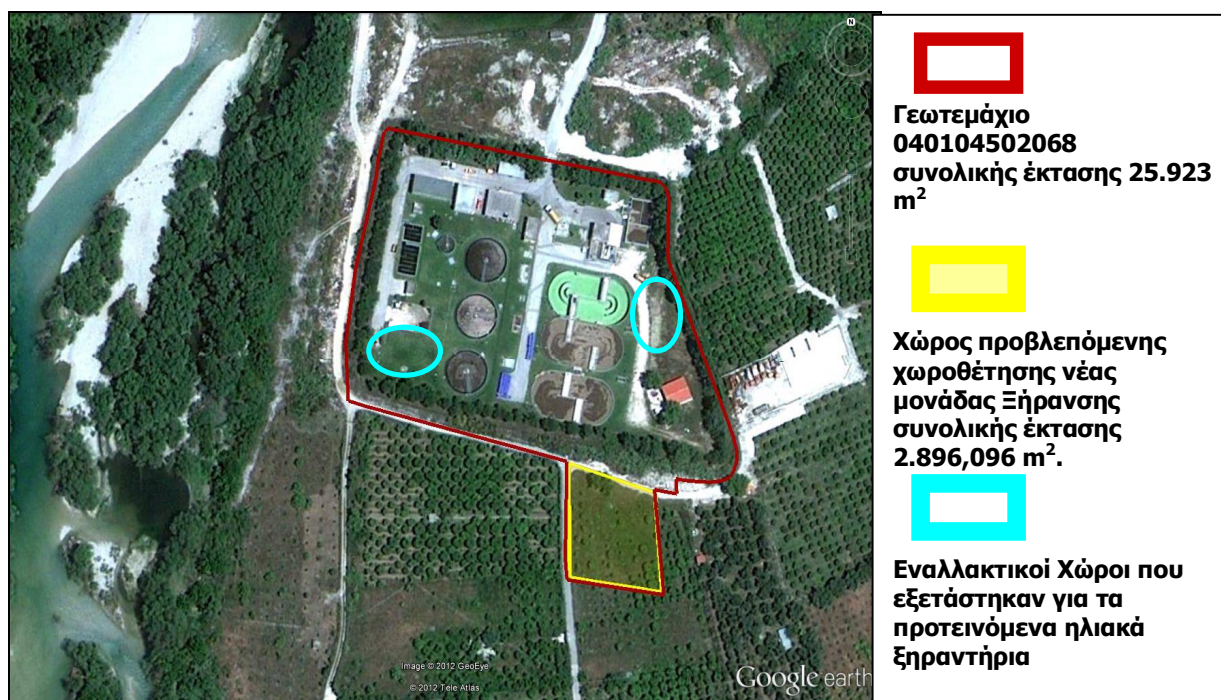 N
Γεωτεμάχιο
040104502068
συνολικής έκτασης 25.923
m²
Χώρος προβλεπόμενης
χωροθέτησης νέας
μονάδας Ξήρανσης
συνολικής έκτασης
2.896,096 m².
Εναλλακτικοί Χώροι που
εξετάστηκαν για τα
προτεινόμενα ηλιακά
ξηραντήρια
Image © 2012 GeoEye
© 2012 Tele Atlas
Google earth